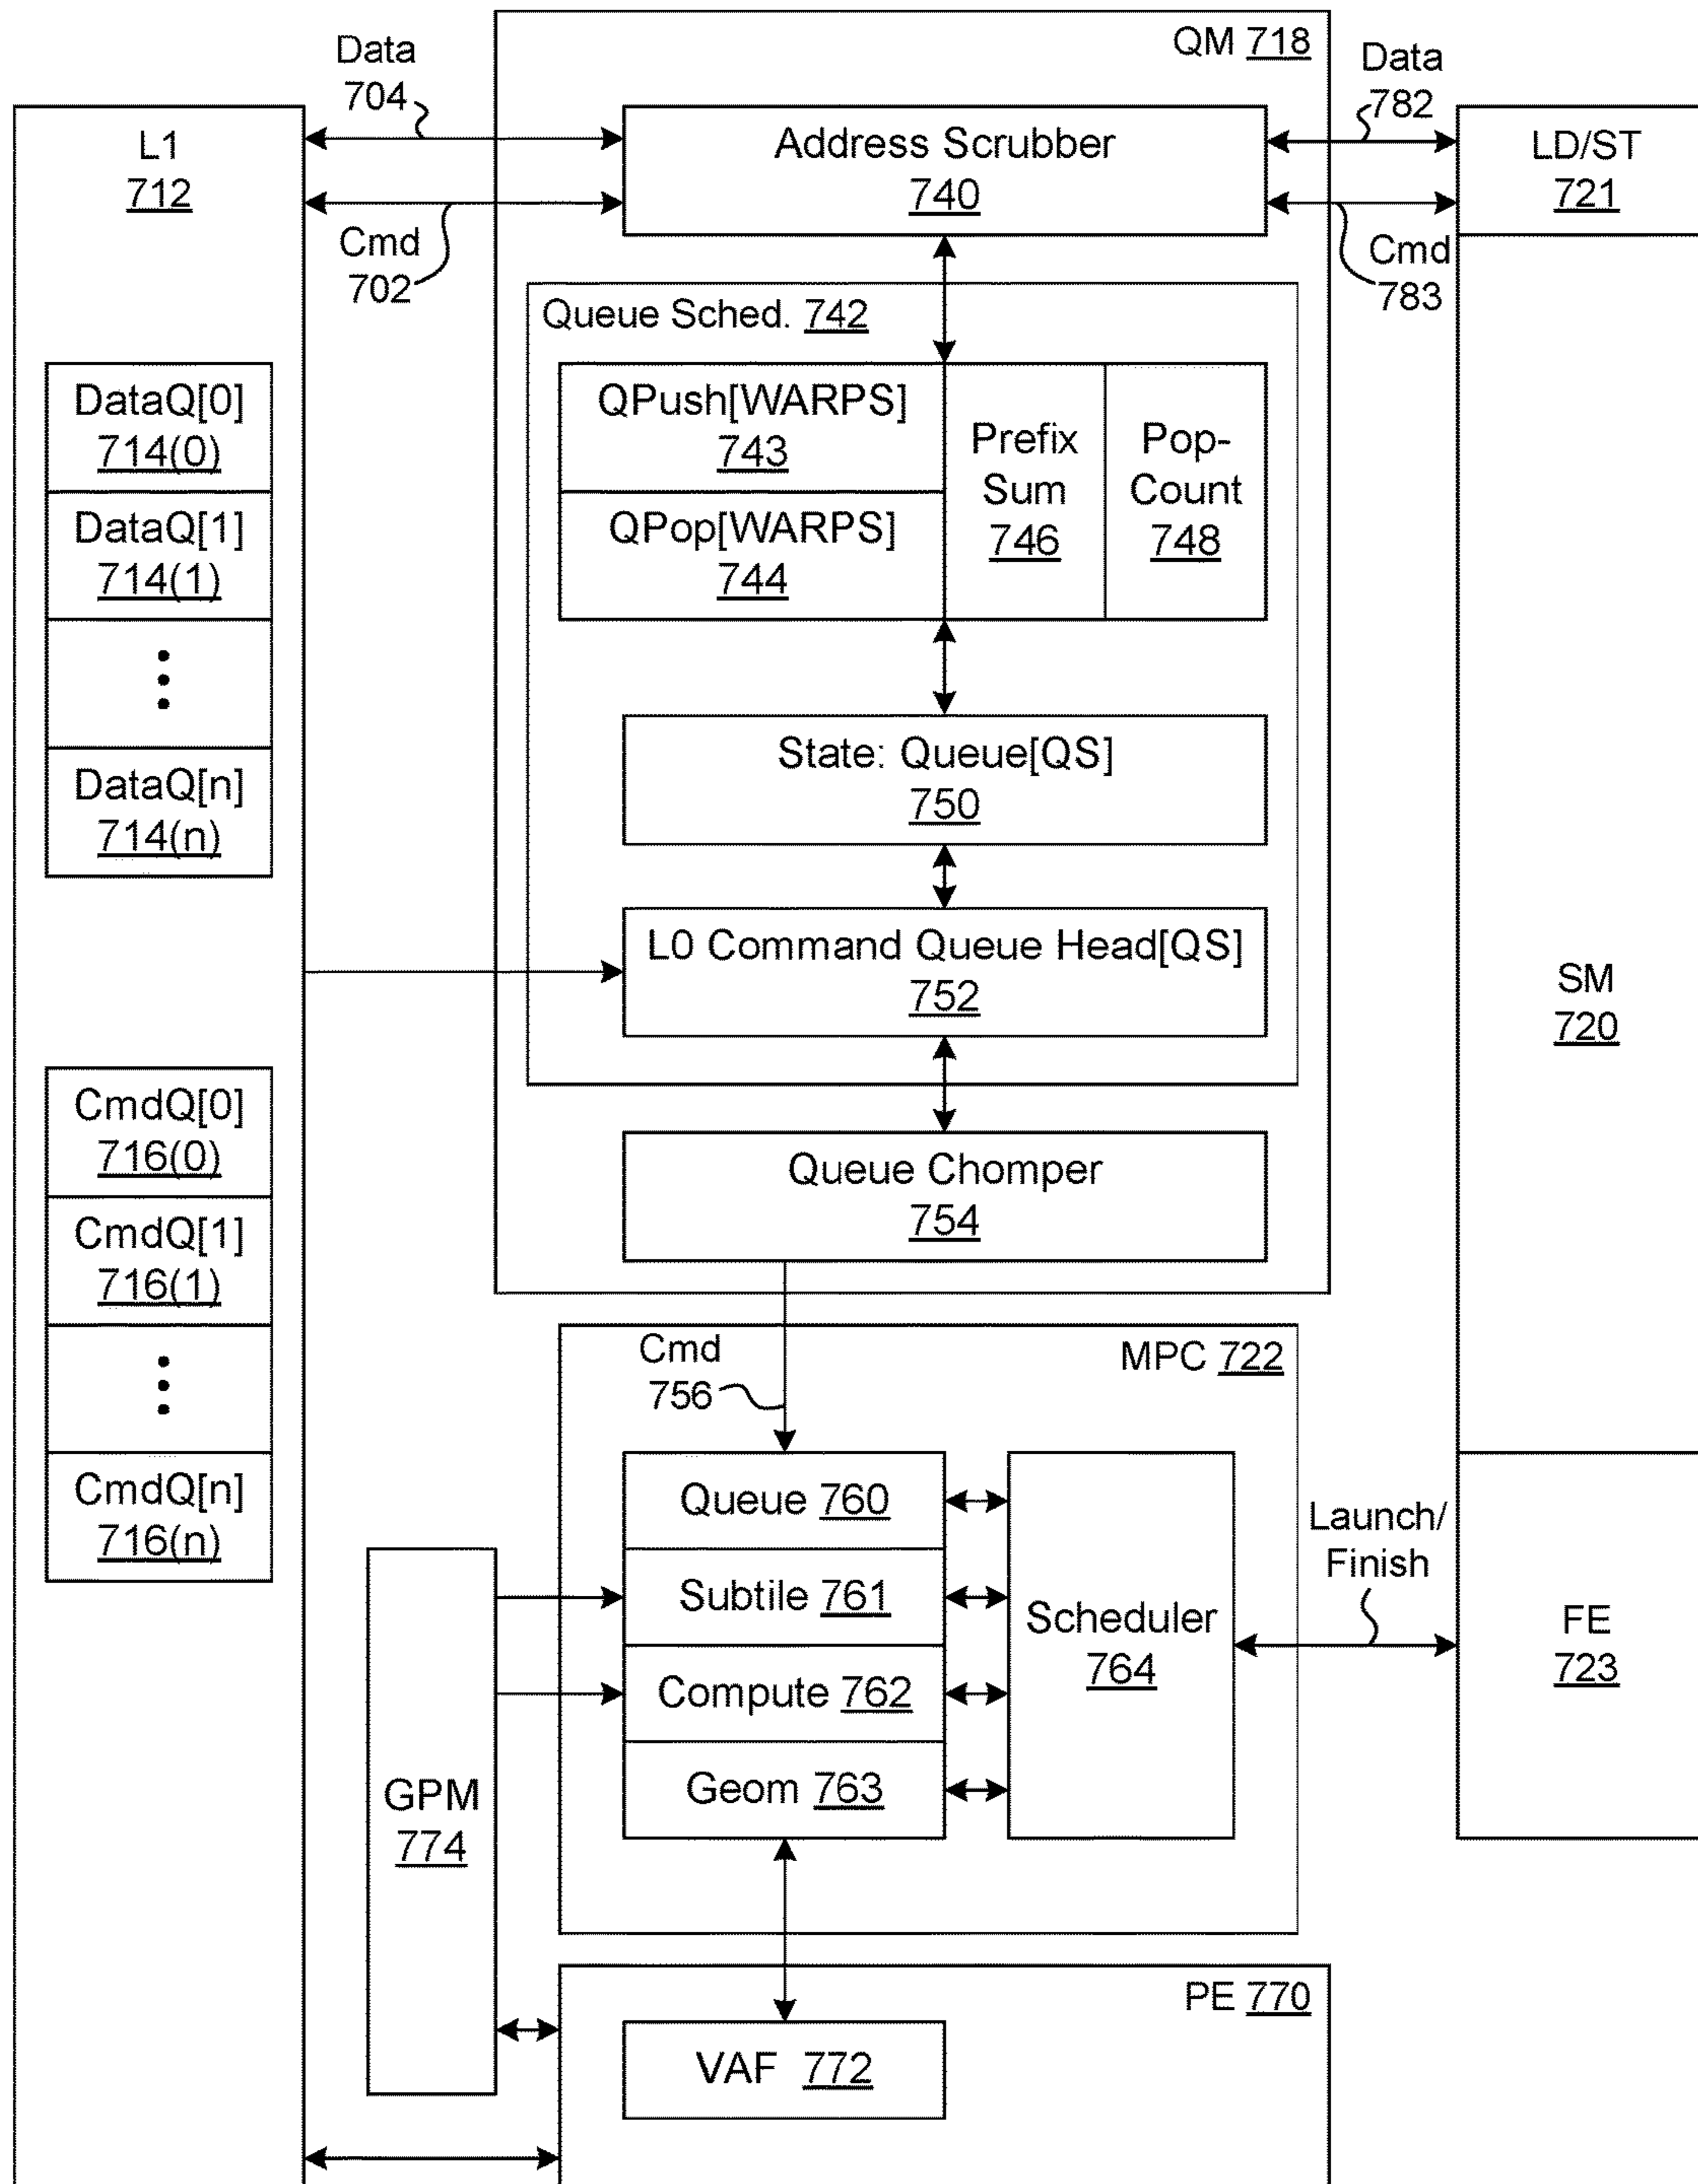 QM 718
Data
704
Data
782
L1
712
Address Scrubber
740
LD/ST
721
Cmd
702
Cmd
783
Queue Sched. 742
DataQ[0]
714(0)
DataQ[1]
714(1)
DataQ[n]
714(n)
QPush[WARPS]
743
QPop[WARPS]
744
Prefix
Sum
746
Pop-
Count
748
State: Queue[QS]
750
L0 Command Queue Head[QS]
752
SM
720
CmdQ[0]
716(0)
CmdQ[1]
716(1)
CmdQ[n]
716(n)
Queue Chomper
754
Cmd
756
MPC 722
Queue 760
Subtile 761
Compute 762
Geom 763
Scheduler
764
Launch/
Finish
FE
723
GPM
774
PE 770
VAF 772